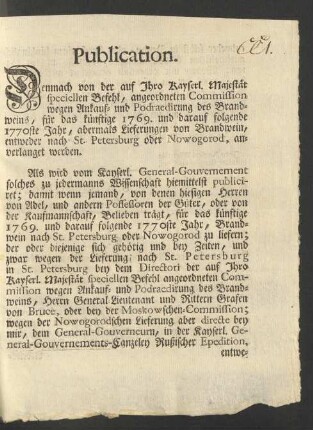 Publication.
Demnach von der auf Ihro Kayserl. Majestät
speciellen Befehl, angeordneten Commission
wegen Ankauf- und Podraedirung des Brand-
weins, für das künftige 1769. und darauf folgende
1770ste Jahr, abermals Lieferungen von Brandwein,
entweder nach St. Petersburg oder Nowogorod, an-
verlanget werden.
Als wird vom Kayserl. General-Gouvernement
solches zu jedermanns Wissenschaft hiemittelst publici-
ret; damit wenn jemand, von denen hiesigen Herren
von Adel, und andern Possessoren der Güter, oder von
der Kaufmannschaft, Belieben trägt, für das künftige
1769. und darauf folgende 1770ste Jahr, Brand-
wein nach St. Petersburg oder Nowogorod zu liefern;
der oder diejenige sich gehörig und bey Zeiten, und
zwar wegen der Lieferung nach St. Petersburg
in St. Petersburg bey dem Directori der auf Ihro
Kayserl. Majestät speciellen Befehl angeordneten Com-
mission wegen Ankauf- und Podraedirung des Brand-
weins, Herrn General Lieutenant und Rittern Grafen
von Bruce, oder bey der Moskowschen-Commission;
wegen der Nowogorodschen Lieferung aber directe bey
mir, dem General-Gouverneurn, in der Kayserl. Ge-
neral-Gouvernements-Cantzeley Rußischer Expedition,
entwe-